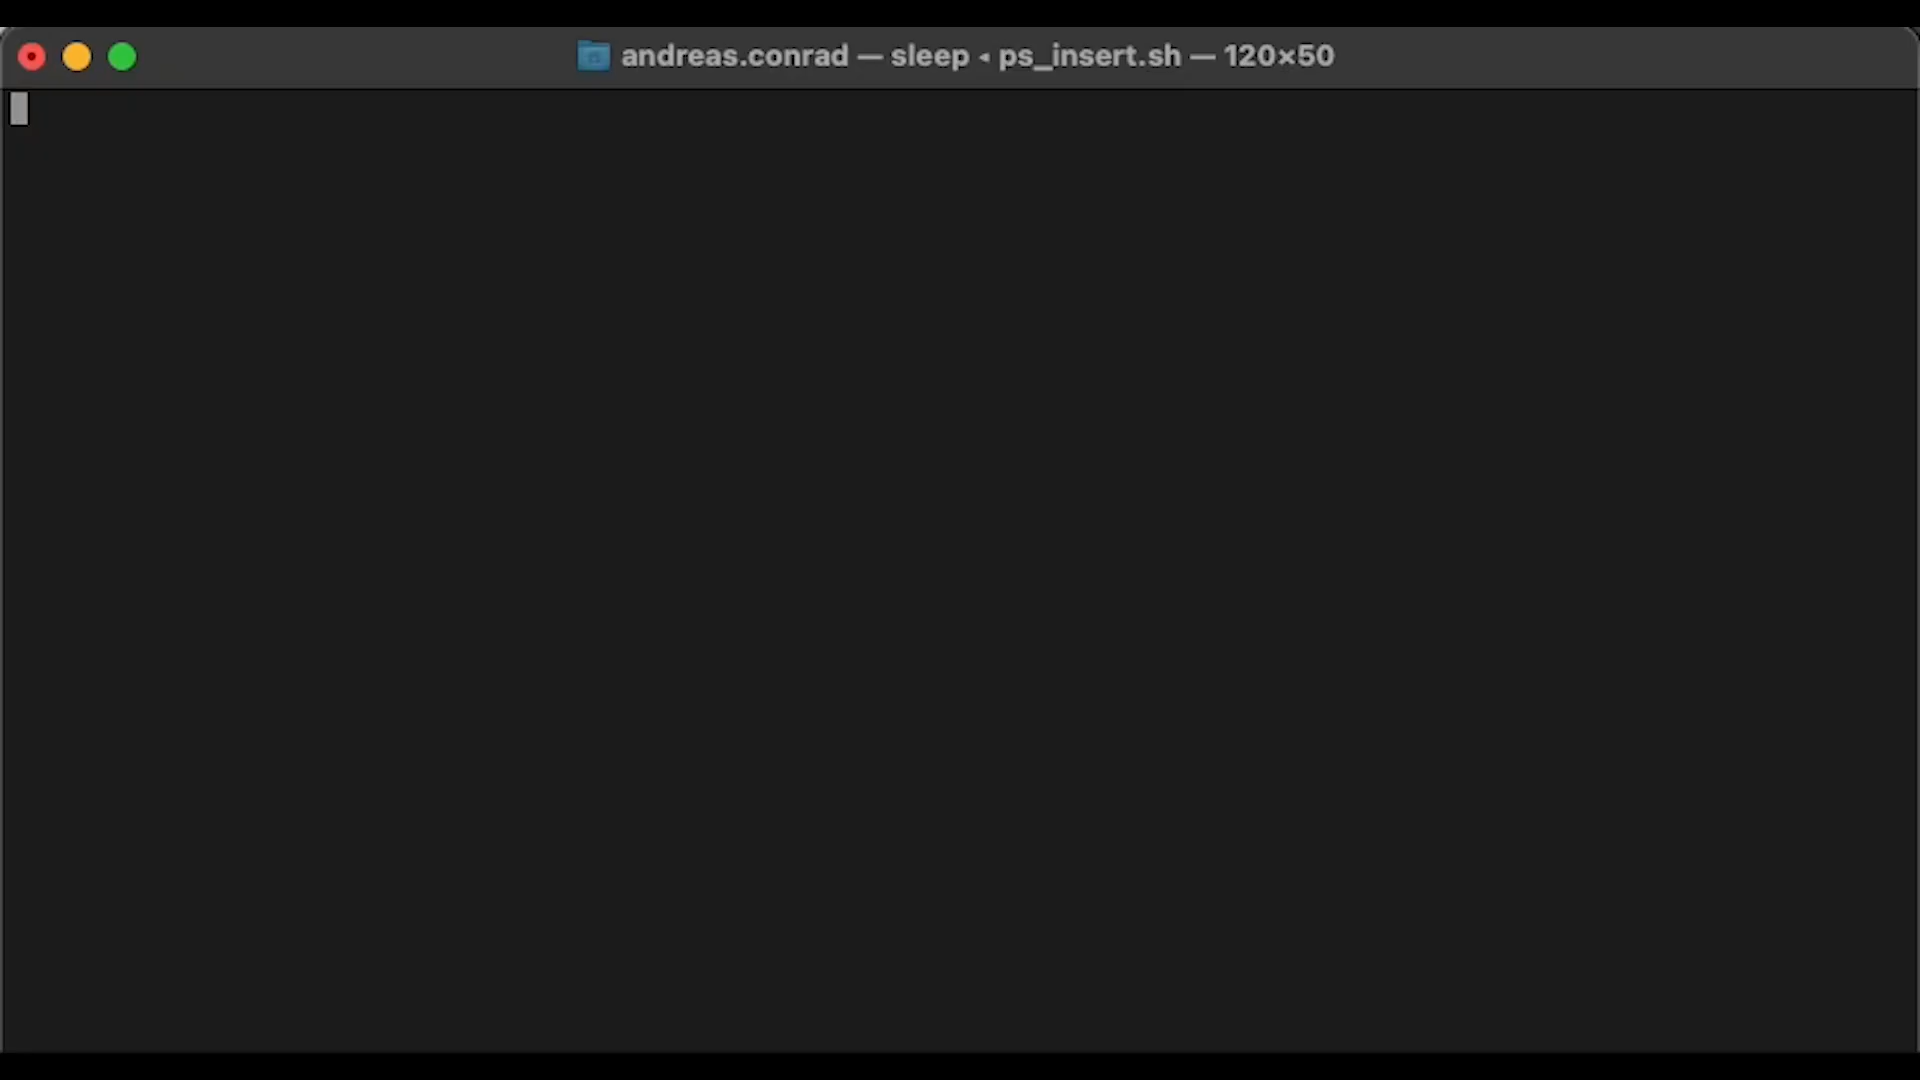 andreas.conrad — sleep ◂ ps_insert.sh — 120×50